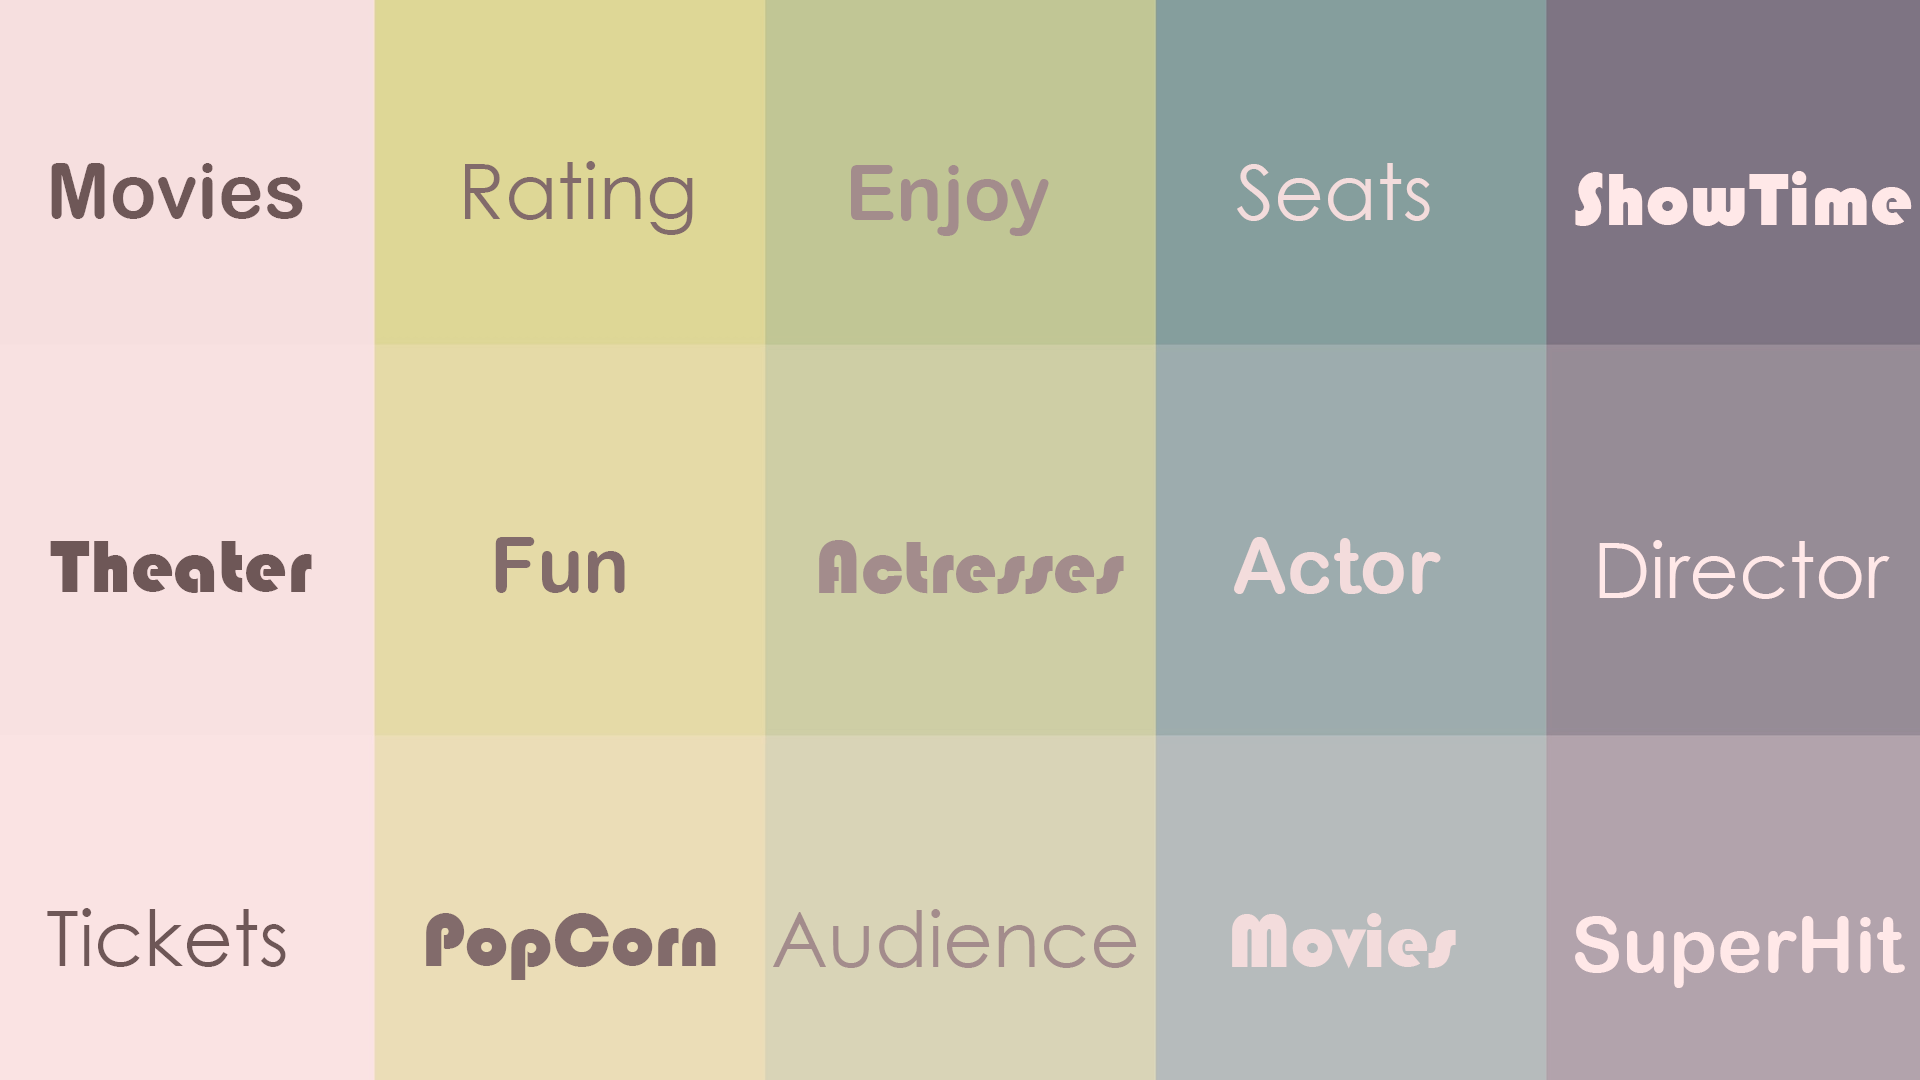 Movies Rating Enjoy Seats ShowTime
Theater Fun Actresses Actor Director
Tickets PopCorn Audience Movies SuperHit